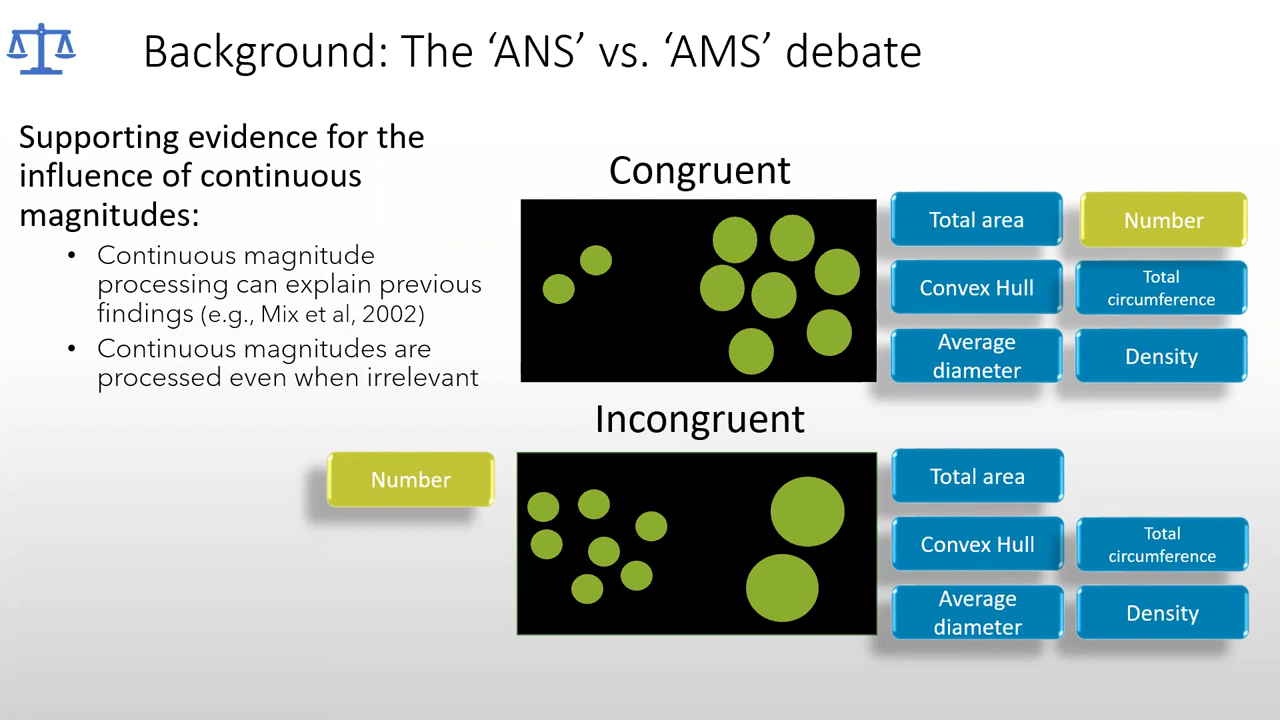 Background: The ‘ANS’ vs. ‘AMS’ debate
Supporting evidence for the
influence of continuous
magnitudes:
• Continuous magnitude
processing can explain previous
findings (e.g., Mix et al, 2002)
• Continuous magnitudes are
processed even when irrelevant
Congruent
Total area
Number
Convex Hull
Total
circumference
Average
diameter
Density
Incongruent
Number
Total area
Convex Hull
Total
circumference
Average
diameter
Density